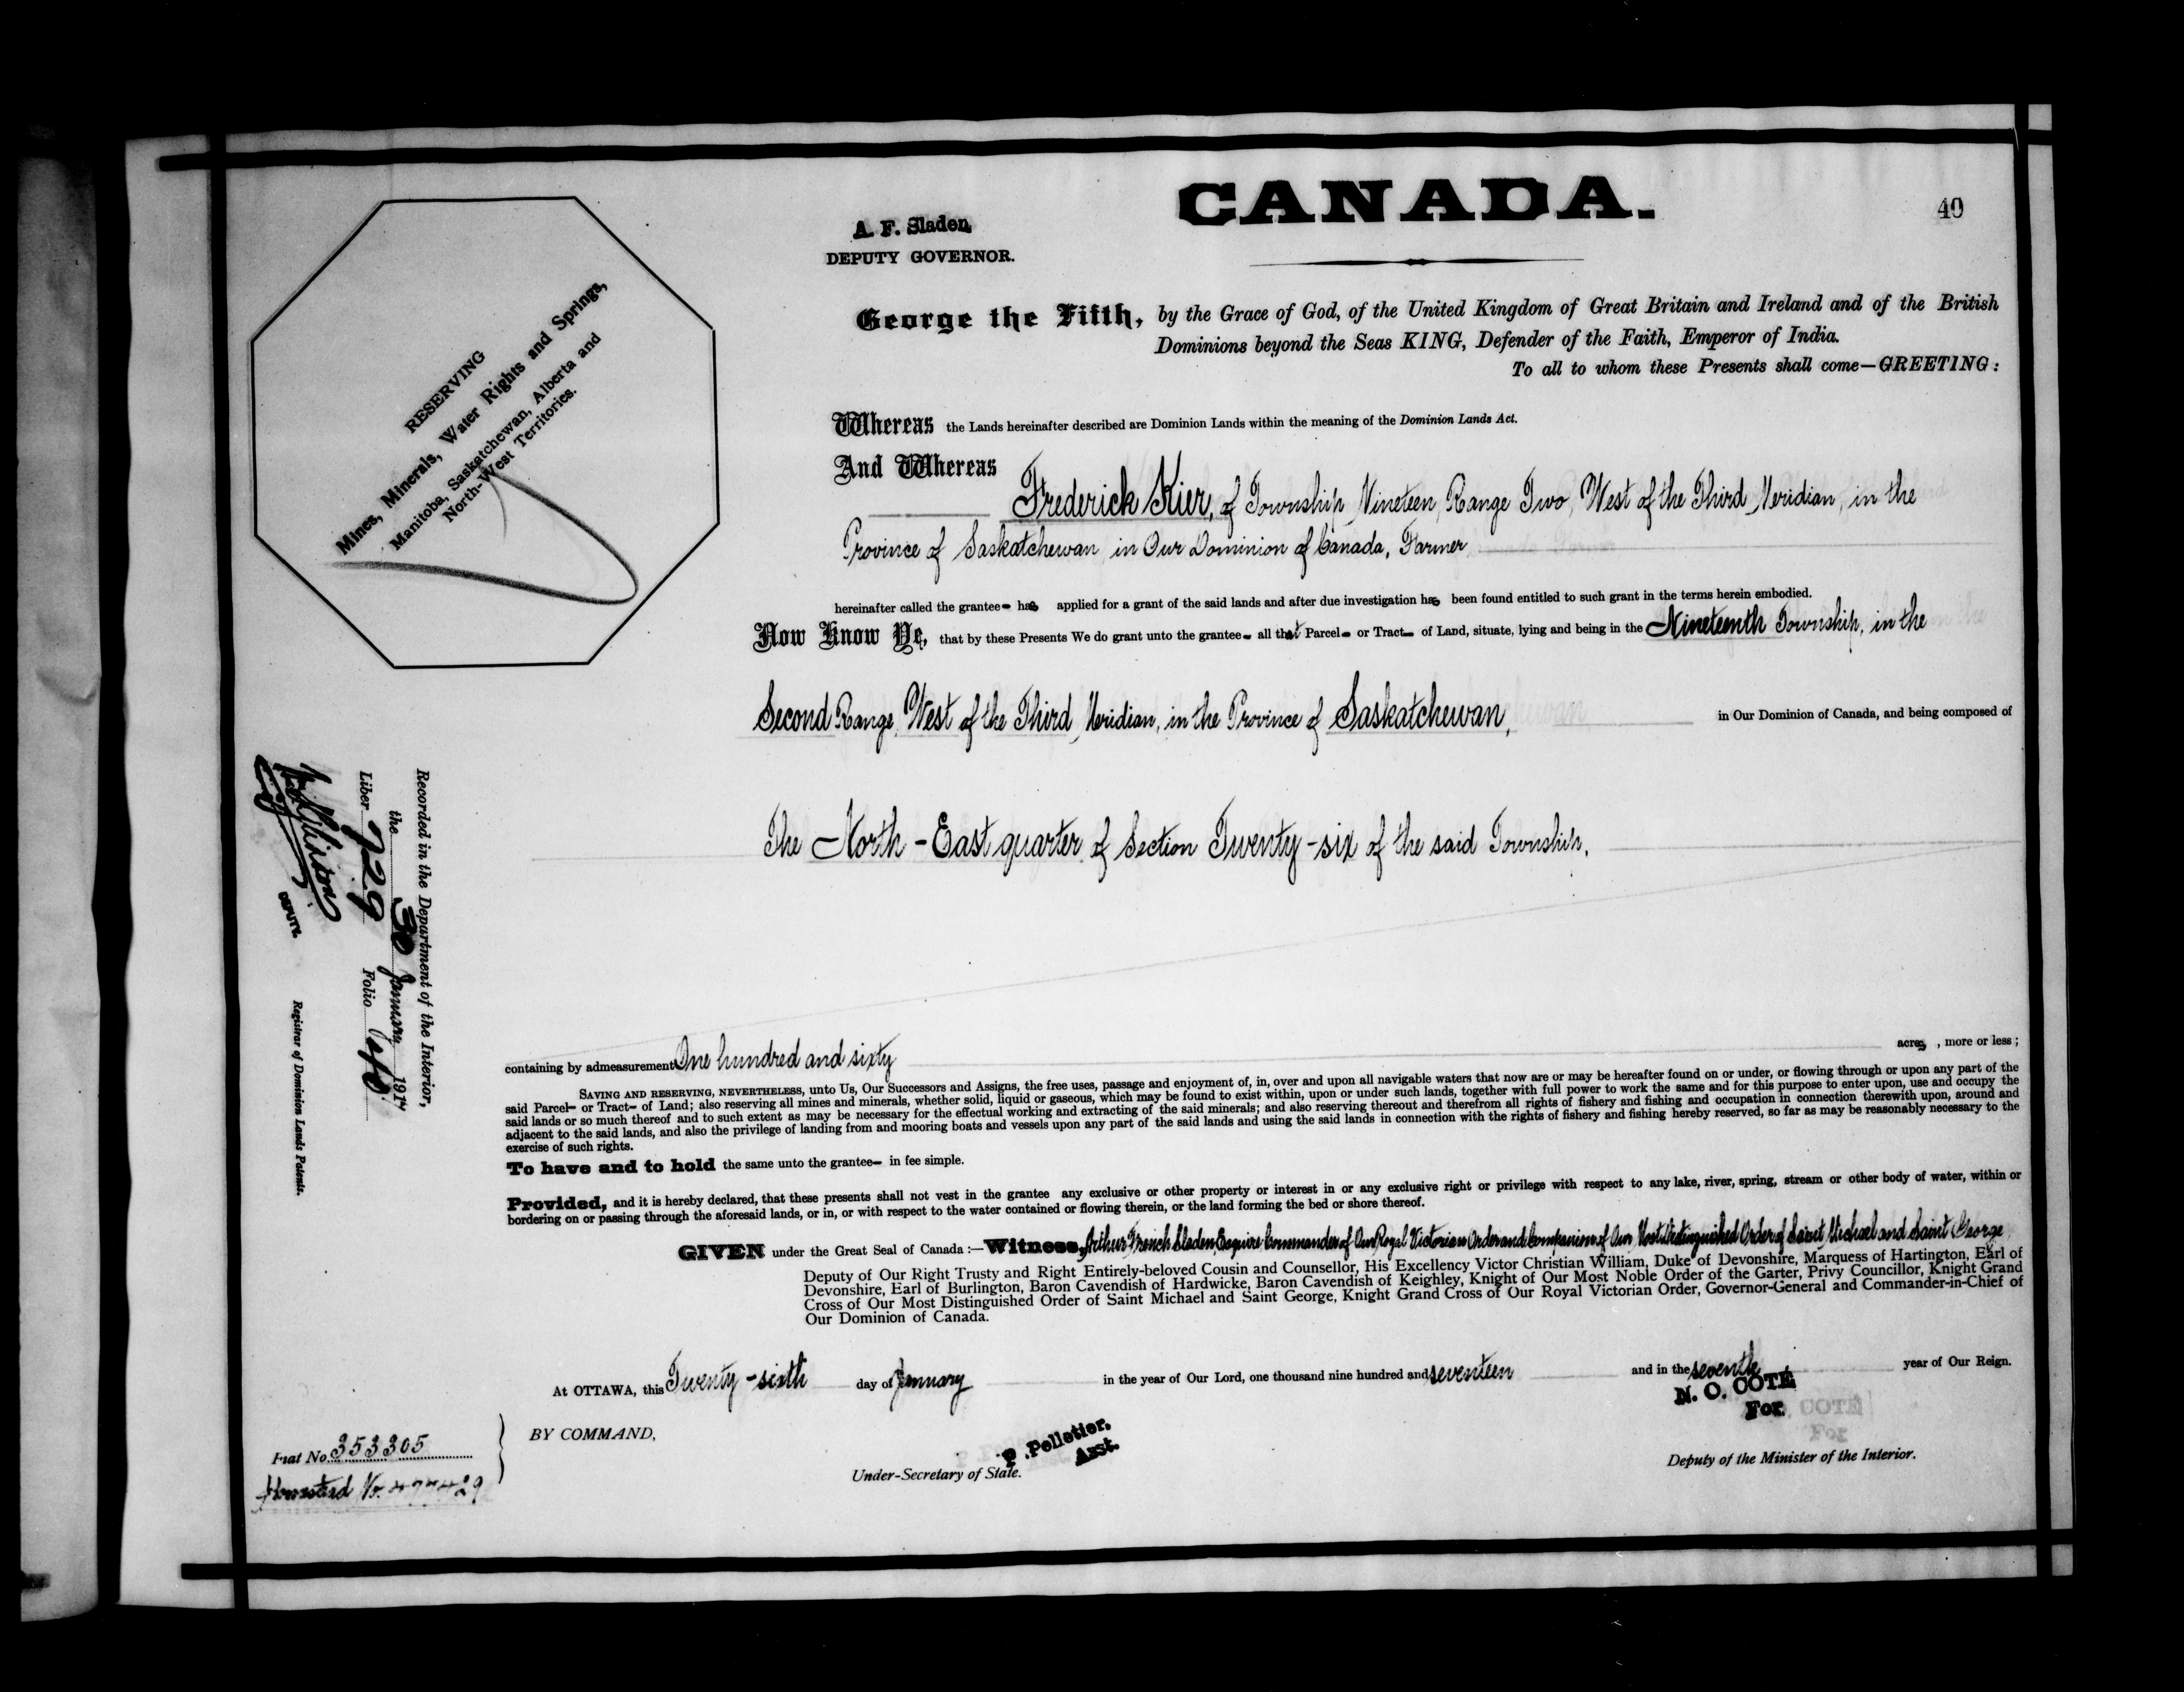 CANADA.
40
A. F. Sladen
DEPUTY GOVERNOR.
George the Fifth, by the Grace of God, of the United Kingdom of Great Britain and Ireland and of the British
Dominions beyond the Seas KING, Defender of the Faith, Emperor of India.
To all to whom these Presents shall come—GREETING:
RESERVING
Mines, Minerals, Water Rights and Springs,
Manitoba, Saskatchewan, Alberta and
North-West Territories.
Whereas the Lands hereinafter described are Dominion Lands within the meaning of the Dominion Lands Act.
And Whereas
Frederick Kier, of Township Nineteen, Range Two, West of the Third Meridian, in the
Province of Saskatchewan in Our Dominion of Canada, Farmer
hereinafter called the grantee has applied for a grant of the said lands and after due investigation has been found entitled to such grant in the terms herein embodied.
Now Know Ye, that by these Presents We do grant unto the grantee all that Parcel or Tract of Land, situate, lying and being in the Nineteenth Township, in the
Second Range, West of the Third Meridian, in the Province of Saskatchewan, in Our Dominion of Canada, and being composed of
The North-East quarter of Section Twenty-six of the said Township.
Recorded in the Department of the Interior,
the 30 January 1917
Liber 729 Folio 40
DEPUTY.
Registrar of Dominion Lands Patents.
containing by admeasurement One hundred and sixty acres, more or less;
SAVING AND RESERVING, NEVERTHELESS, unto Us, Our Successors and Assigns, the free uses, passage and enjoyment of, in, over and upon all navigable waters that now are or may be hereafter found on or under, or flowing through or upon any part of the
said Parcel or Tract of Land; also reserving all mines and minerals, whether solid, liquid or gaseous, which may be found to exist within, upon or under such lands, together with full power to work the same and for this purpose to enter upon, use and occupy the
said lands or so much thereof and to such extent as may be necessary for the effectual working and extracting of the said minerals; and also reserving thereout and therefrom all rights of fishery and fishing and occupation in connection therewith upon, around and
adjacent to the said lands, and also the privilege of landing from and mooring boats and vessels upon any part of the said lands and using the said lands in connection with the rights of fishery and fishing hereby reserved, so far as may be reasonably necessary to the
exercise of such rights.
To have and to hold the same unto the grantee in fee simple.
Provided, and it is hereby declared, that these presents shall not vest in the grantee any exclusive or other property or interest in or any exclusive right or privilege with respect to any lake, river, spring, stream or other body of water, within or
bordering on or passing through the aforesaid lands, or in, or with respect to the water contained or flowing therein, or the land forming the bed or shore thereof.
GIVEN under the Great Seal of Canada:—Witness, Arthur French Sladen Esquire Commander of Our Royal Victorian Order and Companion of Our Most Distinguished Order of Saint Michael and Saint George
Deputy of Our Right Trusty and Right Entirely-beloved Cousin and Counsellor, His Excellency Victor Christian William, Duke of Devonshire, Marquess of Hartington, Earl of
Devonshire, Earl of Burlington, Baron Cavendish of Hardwicke, Baron Cavendish of Keighley, Knight of Our Most Noble Order of the Garter, Privy Councillor, Knight Grand
Cross of Our Most Distinguished Order of Saint Michael and Saint George, Knight Grand Cross of Our Royal Victorian Order, Governor-General and Commander-in-Chief of
Our Dominion of Canada.
At OTTAWA, this Twenty-sixth day of January in the year of Our Lord, one thousand nine hundred and seventeen and in the seventh year of Our Reign.
N. O. COTÉ
For
BY COMMAND,
P. Pelletier.
Asst.
Under-Secretary of State.
Deputy of the Minister of the Interior.
Fiat No. 353305
Homestead No.